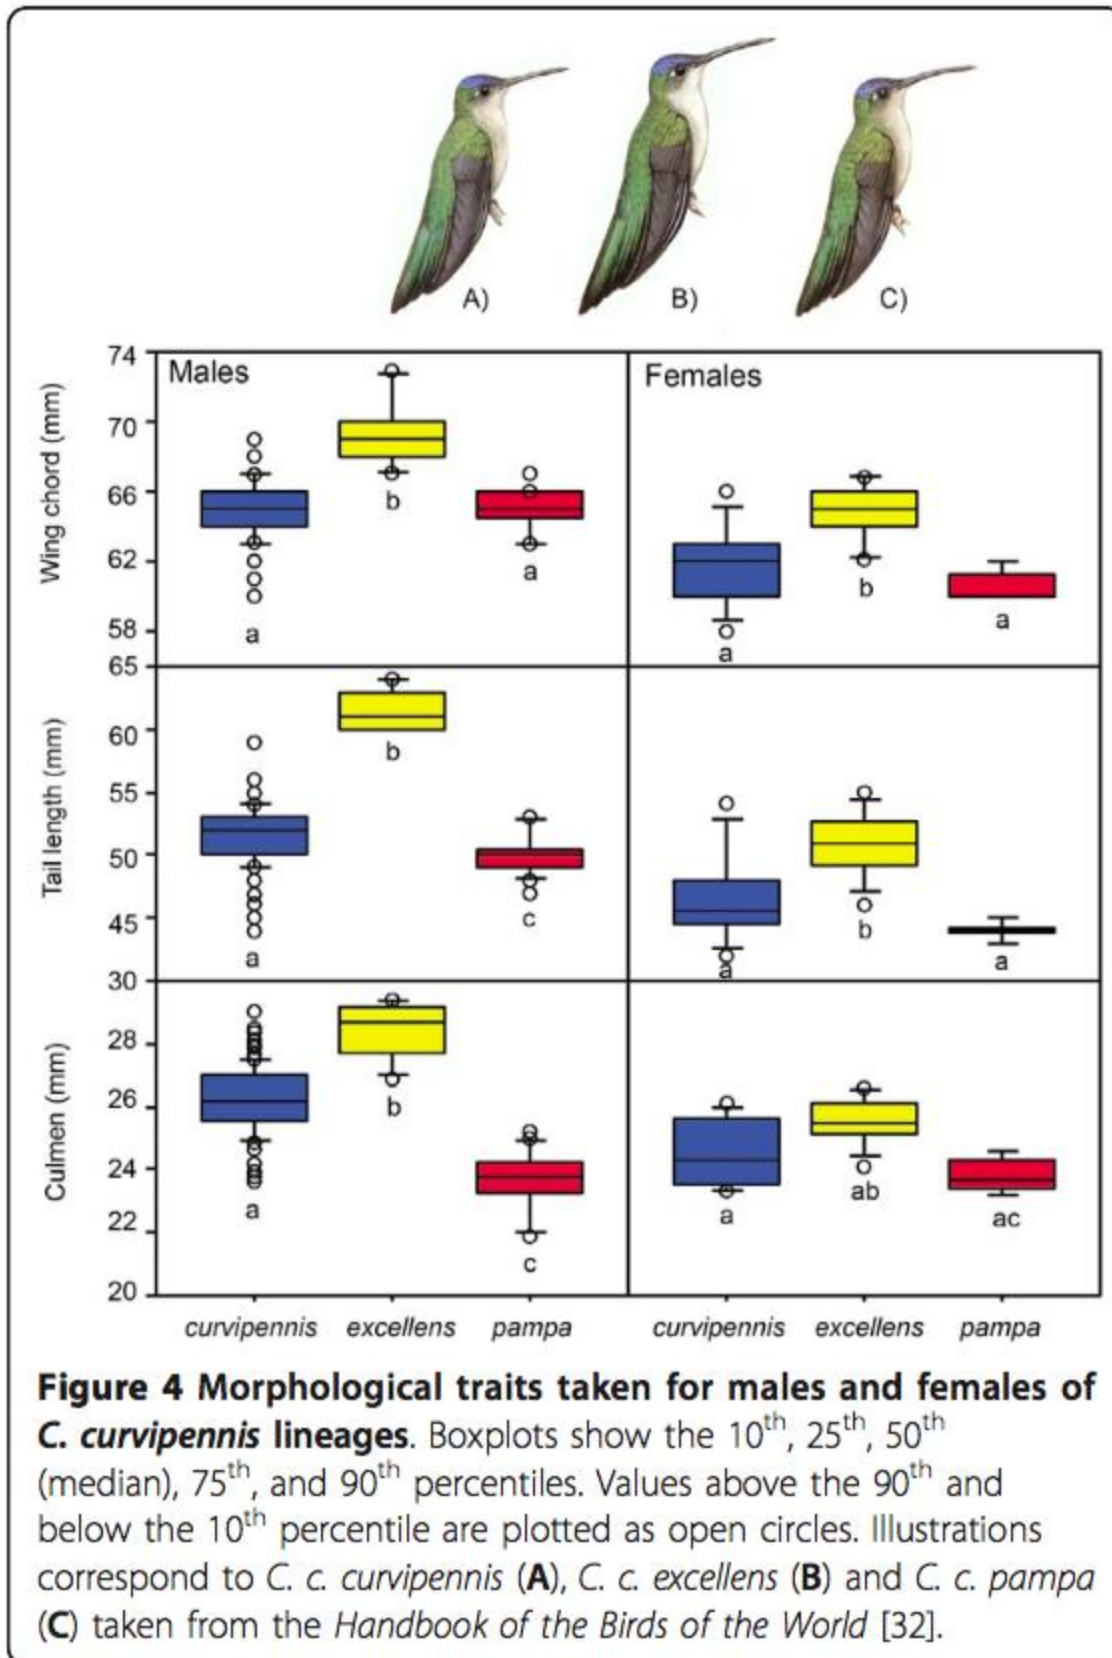 A)
B)
C)
Males
Females
Wing chord (mm)
74
70
66
62
58
a
b
a
a
b
a
Tail length (mm)
65
60
55
50
45
a
b
c
a
b
a
Culmen (mm)
30
28
26
24
22
20
a
b
c
a
ab
ac
curvipennis excellens pampa curvipennis excellens pampa
Figure 4 Morphological traits taken for males and females of
C. curvipennis lineages. Boxplots show the 10th, 25th, 50th
(median), 75th, and 90th percentiles. Values above the 90th and
below the 10th percentile are plotted as open circles. Illustrations
correspond to C. c. curvipennis (A), C. c. excellens (B) and C. c. pampa
(C) taken from the Handbook of the Birds of the World [32].